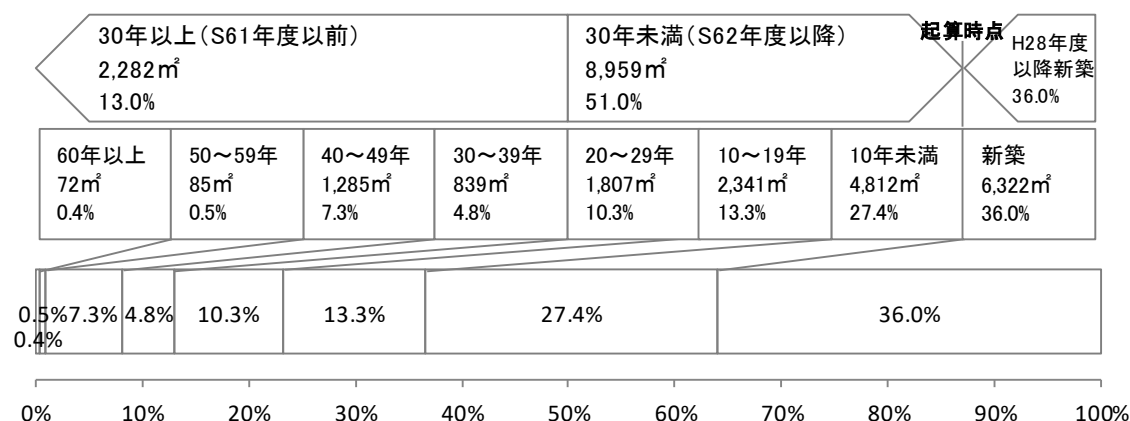 30年以上（S61年度以前）
2,282㎡
13.0%
30年未満（S62年度以降）
8,959㎡
51.0%
起算時点
H28年度
以降新築
36.0%
60年以上
72㎡
0.4%
50～59年
85㎡
0.5%
40～49年
1,285㎡
7.3%
30～39年
839㎡
4.8%
20～29年
1,807㎡
10.3%
10～19年
2,341㎡
13.3%
10年未満
4,812㎡
27.4%
新築
6,322㎡
36.0%
0.5% 7.3% 4.8% 10.3% 13.3% 27.4% 36.0%
0.4%
0% 10% 20% 30% 40% 50% 60% 70% 80% 90% 100%